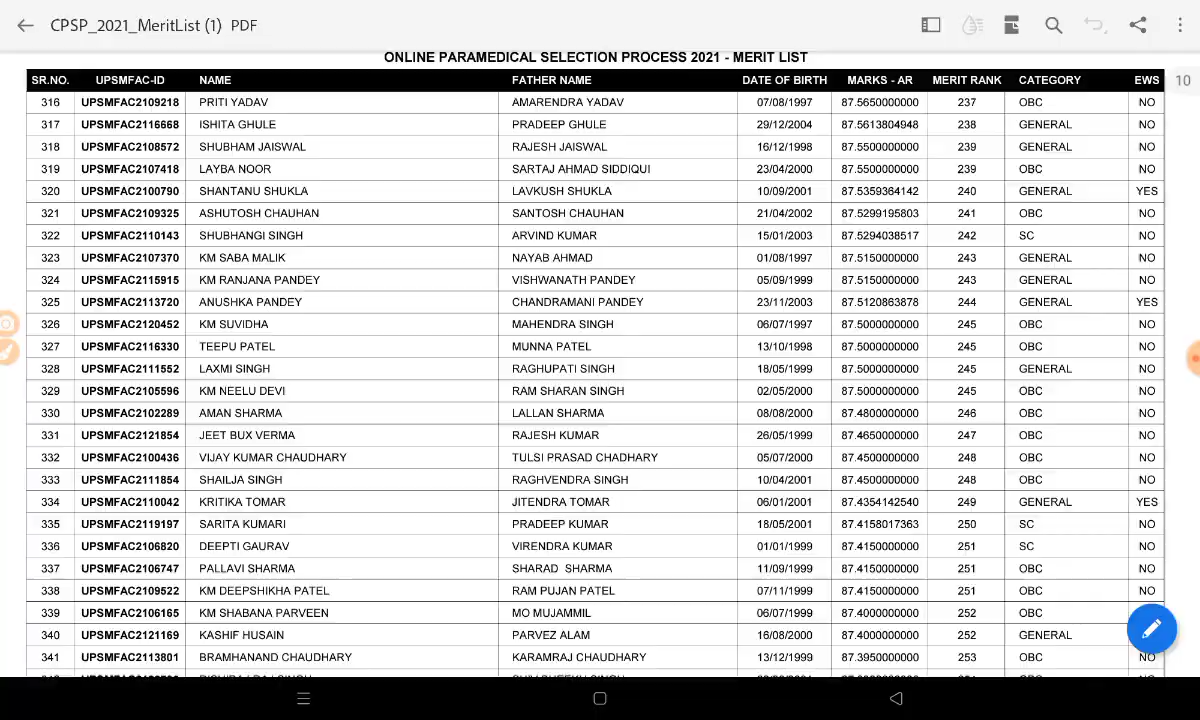 CPSP_2021_MeritList (1) PDF
ONLINE PARAMEDICAL SELECTION PROCESS 2021 - MERIT LIST
SR.NO. UPSMFAC-ID NAME FATHER NAME DATE OF BIRTH MARKS - AR MERIT RANK CATEGORY EWS 10
316 UPSMFAC2109218 PRITI YADAV AMARENDRA YADAV 07/08/1997 87.5650000000 237 OBC NO
317 UPSMFAC2116668 ISHITA GHULE PRADEEP GHULE 29/12/2004 87.5613804948 238 GENERAL NO
318 UPSMFAC2108572 SHUBHAM JAISWAL RAJESH JAISWAL 16/12/1998 87.5500000000 239 GENERAL NO
319 UPSMFAC2107418 LAYBA NOOR SARTAJ AHMAD SIDDIQUI 23/04/2000 87.5500000000 239 OBC NO
320 UPSMFAC2100790 SHANTANU SHUKLA LAVKUSH SHUKLA 10/09/2001 87.5359364142 240 GENERAL YES
321 UPSMFAC2109325 ASHUTOSH CHAUHAN SANTOSH CHAUHAN 21/04/2002 87.5299195803 241 OBC NO
322 UPSMFAC2110143 SHUBHANGI SINGH ARVIND KUMAR 15/01/2003 87.5294038517 242 SC NO
323 UPSMFAC2107370 KM SABA MALIK NAYAB AHMAD 01/08/1997 87.5150000000 243 GENERAL NO
324 UPSMFAC2115915 KM RANJANA PANDEY VISHWANATH PANDEY 05/09/1999 87.5150000000 243 GENERAL NO
325 UPSMFAC2113720 ANUSHKA PANDEY CHANDRAMANI PANDEY 23/11/2003 87.5120863878 244 GENERAL YES
326 UPSMFAC2120452 KM SUVIDHA MAHENDRA SINGH 06/07/1997 87.5000000000 245 OBC NO
327 UPSMFAC2116330 TEEPU PATEL MUNNA PATEL 13/10/1998 87.5000000000 245 OBC NO
328 UPSMFAC2111552 LAXMI SINGH RAGHUPATI SINGH 18/05/1999 87.5000000000 245 GENERAL NO
329 UPSMFAC2105596 KM NEELU DEVI RAM SHARAN SINGH 02/05/2000 87.5000000000 245 OBC NO
330 UPSMFAC2102289 AMAN SHARMA LALLAN SHARMA 08/08/2000 87.4800000000 246 OBC NO
331 UPSMFAC2121854 JEET BUX VERMA RAJESH KUMAR 26/05/1999 87.4650000000 247 OBC NO
332 UPSMFAC2100436 VIJAY KUMAR CHAUDHARY TULSI PRASAD CHADHARY 05/07/2000 87.4500000000 248 OBC NO
333 UPSMFAC2111854 SHAILJA SINGH RAGHVENDRA SINGH 10/04/2001 87.4500000000 248 OBC NO
334 UPSMFAC2110042 KRITIKA TOMAR JITENDRA TOMAR 06/01/2001 87.4354142540 249 GENERAL YES
335 UPSMFAC2119197 SARITA KUMARI PRADEEP KUMAR 18/05/2001 87.4158017363 250 SC NO
336 UPSMFAC2106820 DEEPTI GAURAV VIRENDRA KUMAR 01/01/1999 87.4150000000 251 SC NO
337 UPSMFAC2106747 PALLAVI SHARMA SHARAD SHARMA 11/09/1999 87.4150000000 251 OBC NO
338 UPSMFAC2109522 KM DEEPSHIKHA PATEL RAM PUJAN PATEL 07/11/1999 87.4150000000 251 OBC NO
339 UPSMFAC2106165 KM SHABANA PARVEEN MO MUJAMMIL 06/07/1999 87.4000000000 252 OBC NO
340 UPSMFAC2121169 KASHIF HUSAIN PARVEZ ALAM 16/08/2000 87.4000000000 252 GENERAL
341 UPSMFAC2113801 BRAMHANAND CHAUDHARY KARAMRAJ CHAUDHARY 13/12/1999 87.3950000000 253 OBC NO